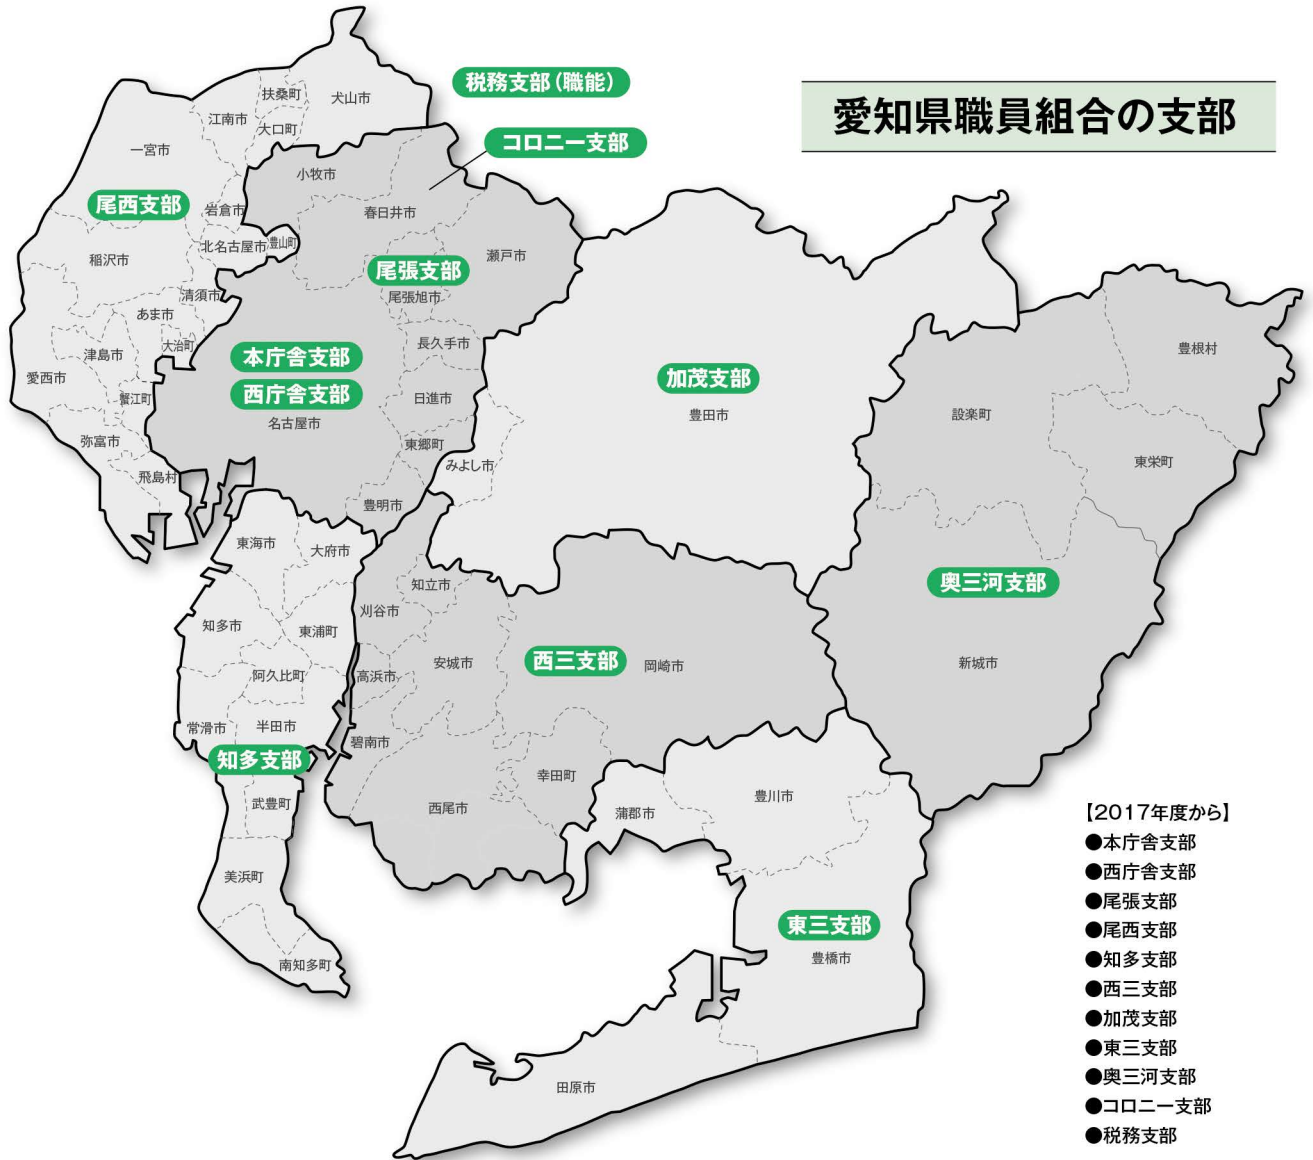 愛知県職員組合の支部
税務支部(職能)
コロニー支部
犬山市
扶桑町
江南市
大口町
一宮市
小牧市
尾西支部
岩倉市
春日井市
北名古屋市
豊山町
瀬戸市
稲沢市
尾張支部
清須市
尾張旭市
あま市
大治町
長久手市
津島市
本庁舎支部
愛西市
蟹江町
西庁舎支部
日進市
名古屋市
弥富市
東郷町
飛島村
みよし市
豊明市
加茂支部
豊田市
豊根村
設楽町
東栄町
奥三河支部
新城市
東海市
大府市
知多市
東浦町
阿久比町
常滑市
半田市
知多支部
武豊町
美浜町
南知多町
知立市
刈谷市
安城市
高浜市
西三支部
岡崎市
碧南市
幸田町
西尾市
蒲郡市
豊川市
東三支部
豊橋市
田原市
【2017年度から】
●本庁舎支部
●西庁舎支部
●尾張支部
●尾西支部
●知多支部
●西三支部
●加茂支部
●東三支部
●奥三河支部
●コロニー支部
●税務支部